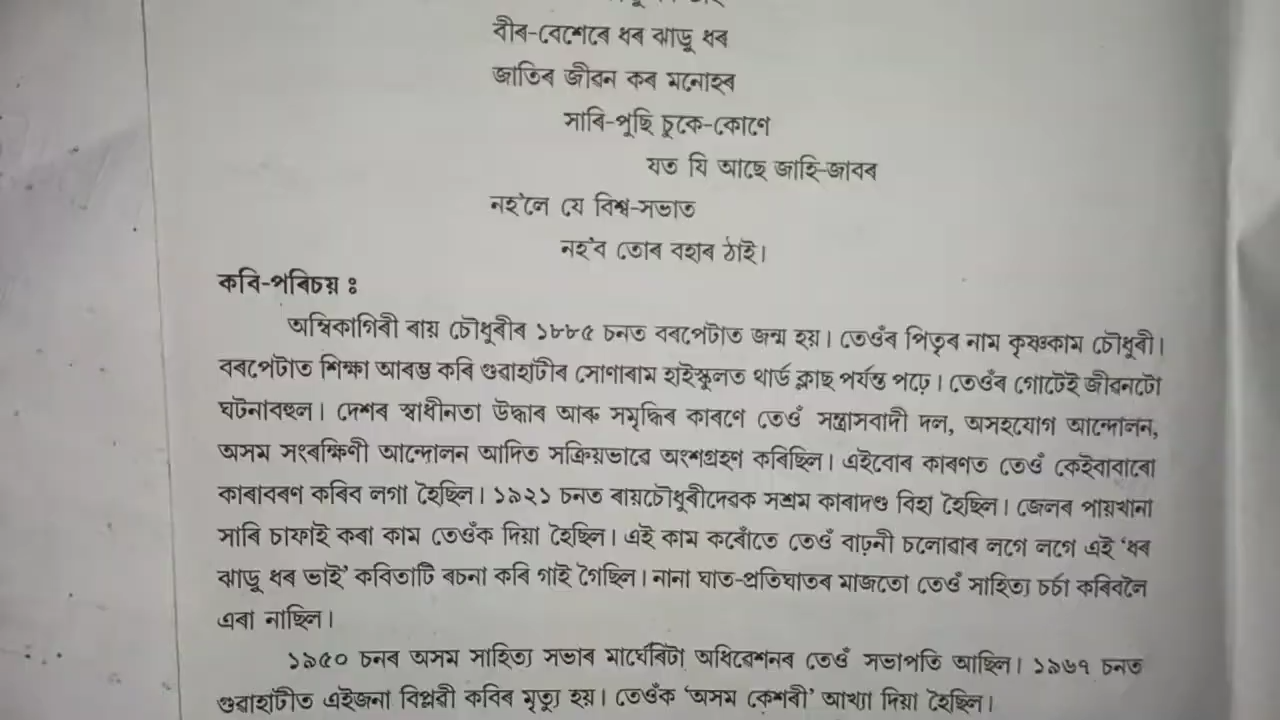 বীৰ-বেশেৰে ধৰ ঝাড়ু ধৰ
জাতিৰ জীৱন কৰ মনোহৰ
সাৰি-পুছি চুকে-কোণে
যত যি আছে জাহি-জাবৰ
নহ'লে যে বিশ্ব-সভাত
নহ'ব তোৰ বহাৰ ঠাই।
কবি-পৰিচয় ঃ
অম্বিকাগিৰী ৰায় চৌধুৰীৰ ১৮৮৫ চনত বৰপেটাত জন্ম হয়। তেওঁৰ পিতৃৰ নাম কৃষ্ণকাম চৌধুৰী।
বৰপেটাত শিক্ষা আৰম্ভ কৰি গুৱাহাটীৰ সোণাৰাম হাইস্কুলত থাৰ্ড ক্লাছ পৰ্যন্ত পঢ়ে। তেওঁৰ গোটেই জীৱনটো
ঘটনাবহুল। দেশৰ স্বাধীনতা উদ্ধাৰ আৰু সমৃদ্ধিৰ কাৰণে তেওঁ সন্ত্ৰাসবাদী দল, অসহযোগ আন্দোলন,
অসম সংৰক্ষিণী আন্দোলন আদিত সক্ৰিয়ভাৱে অংশগ্ৰহণ কৰিছিল। এইবোৰ কাৰণত তেওঁ কেইবাবাৰো
কাৰাবৰণ কৰিব লগা হৈছিল। ১৯২১ চনত ৰায়চৌধুৰীদেৱক সশ্ৰম কাৰাদণ্ড বিহা হৈছিল। জেলৰ পায়খানা
সাৰি চাফাই কৰা কাম তেওঁক দিয়া হৈছিল। এই কাম কৰোঁতে তেওঁ বাঢ়নী চলোৱাৰ লগে লগে এই ‘ধৰ
ঝাড়ু ধৰ ভাই’ কবিতাটি ৰচনা কৰি গাই গৈছিল। নানা ঘাত-প্ৰতিঘাতৰ মাজতো তেওঁ সাহিত্য চৰ্চা কৰিবলৈ
এৰা নাছিল।
১৯৫০ চনৰ অসম সাহিত্য সভাৰ মাৰ্ঘেৰিটা অধিৱেশনৰ তেওঁ সভাপতি আছিল। ১৯৬৭ চনত
গুৱাহাটীত এইজনা বিপ্লৱী কবিৰ মৃত্যু হয়। তেওঁক ‘অসম কেশৰী’ আখ্যা দিয়া হৈছিল।